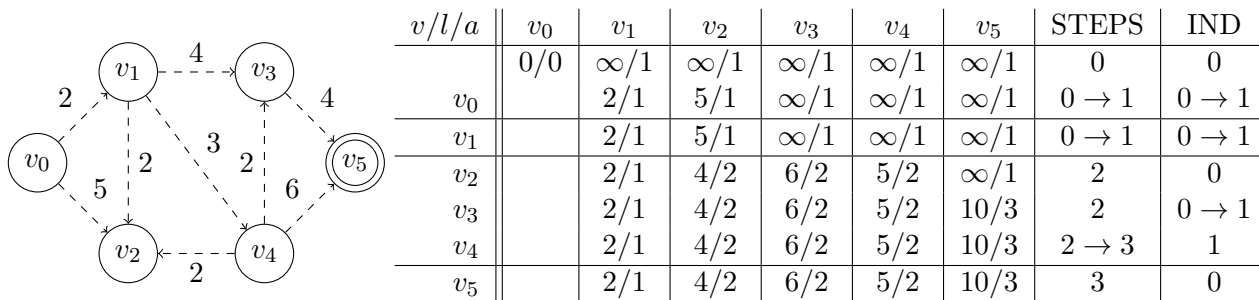 v/l/a v₀ v₁ v₂ v₃ v₄ v₅ STEPS IND
0/0 ∞/1 ∞/1 ∞/1 ∞/1 ∞/1 0 0
v₀ 2/1 5/1 ∞/1 ∞/1 ∞/1 0 → 1 0 → 1
v₁ 2/1 5/1 ∞/1 ∞/1 ∞/1 0 → 1 0 → 1
v₂ 2/1 4/2 6/2 5/2 ∞/1 2 0
v₃ 2/1 4/2 6/2 5/2 10/3 2 0 → 1
v₄ 2/1 4/2 6/2 5/2 10/3 2 → 3 1
v₅ 2/1 4/2 6/2 5/2 10/3 3 0
4
v₁ v₃
2 4
3
v₀ 2 2 v₅
5 6
v₂ v₄
2